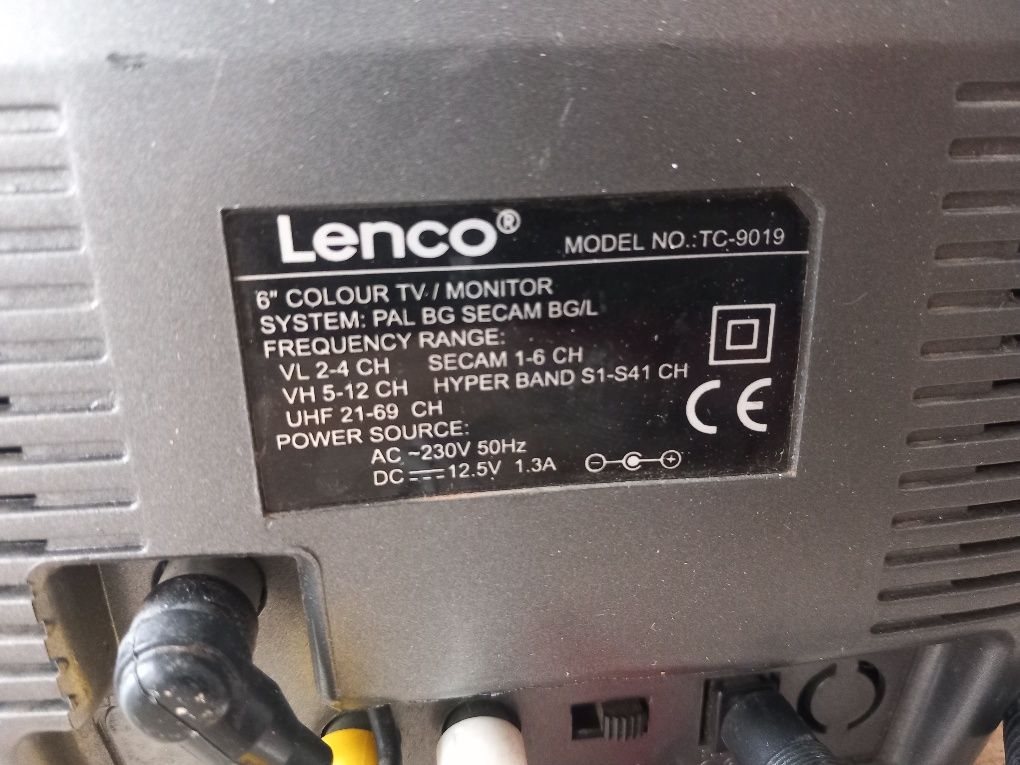 Lenco®
MODEL NO.:TC-9019
6" COLOUR TV / MONITOR
SYSTEM: PAL BG SECAM BG/L
FREQUENCY RANGE:
VL 2-4 CH SECAM 1-6 CH
VH 5-12 CH HYPER BAND S1-S41 CH
UHF 21-69 CH
POWER SOURCE:
AC ~230V 50Hz
DC 12.5V 1.3A
CE